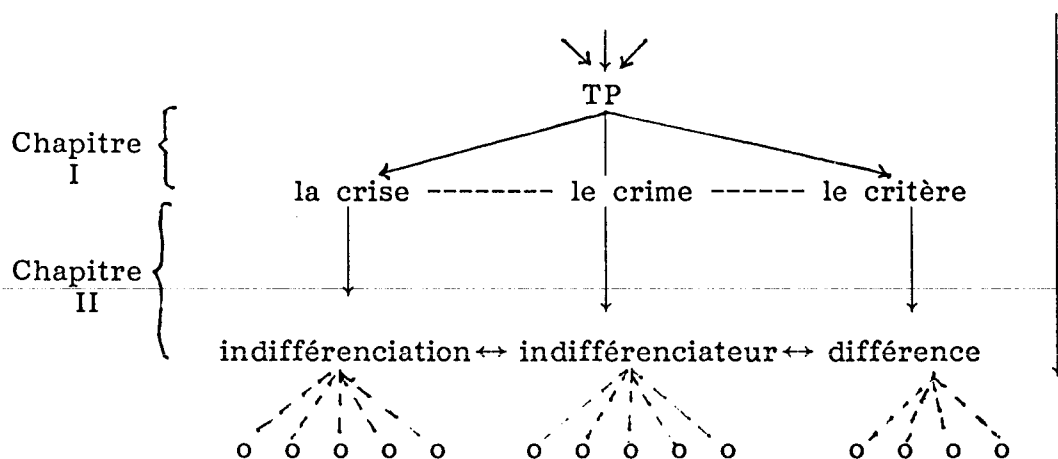 TP
Chapitre
I
la crise ------- le crime ------ le critère
Chapitre
II
indifférenciation ↔ indifférenciateur ↔ différence
o o o o o o o o o o o o o o